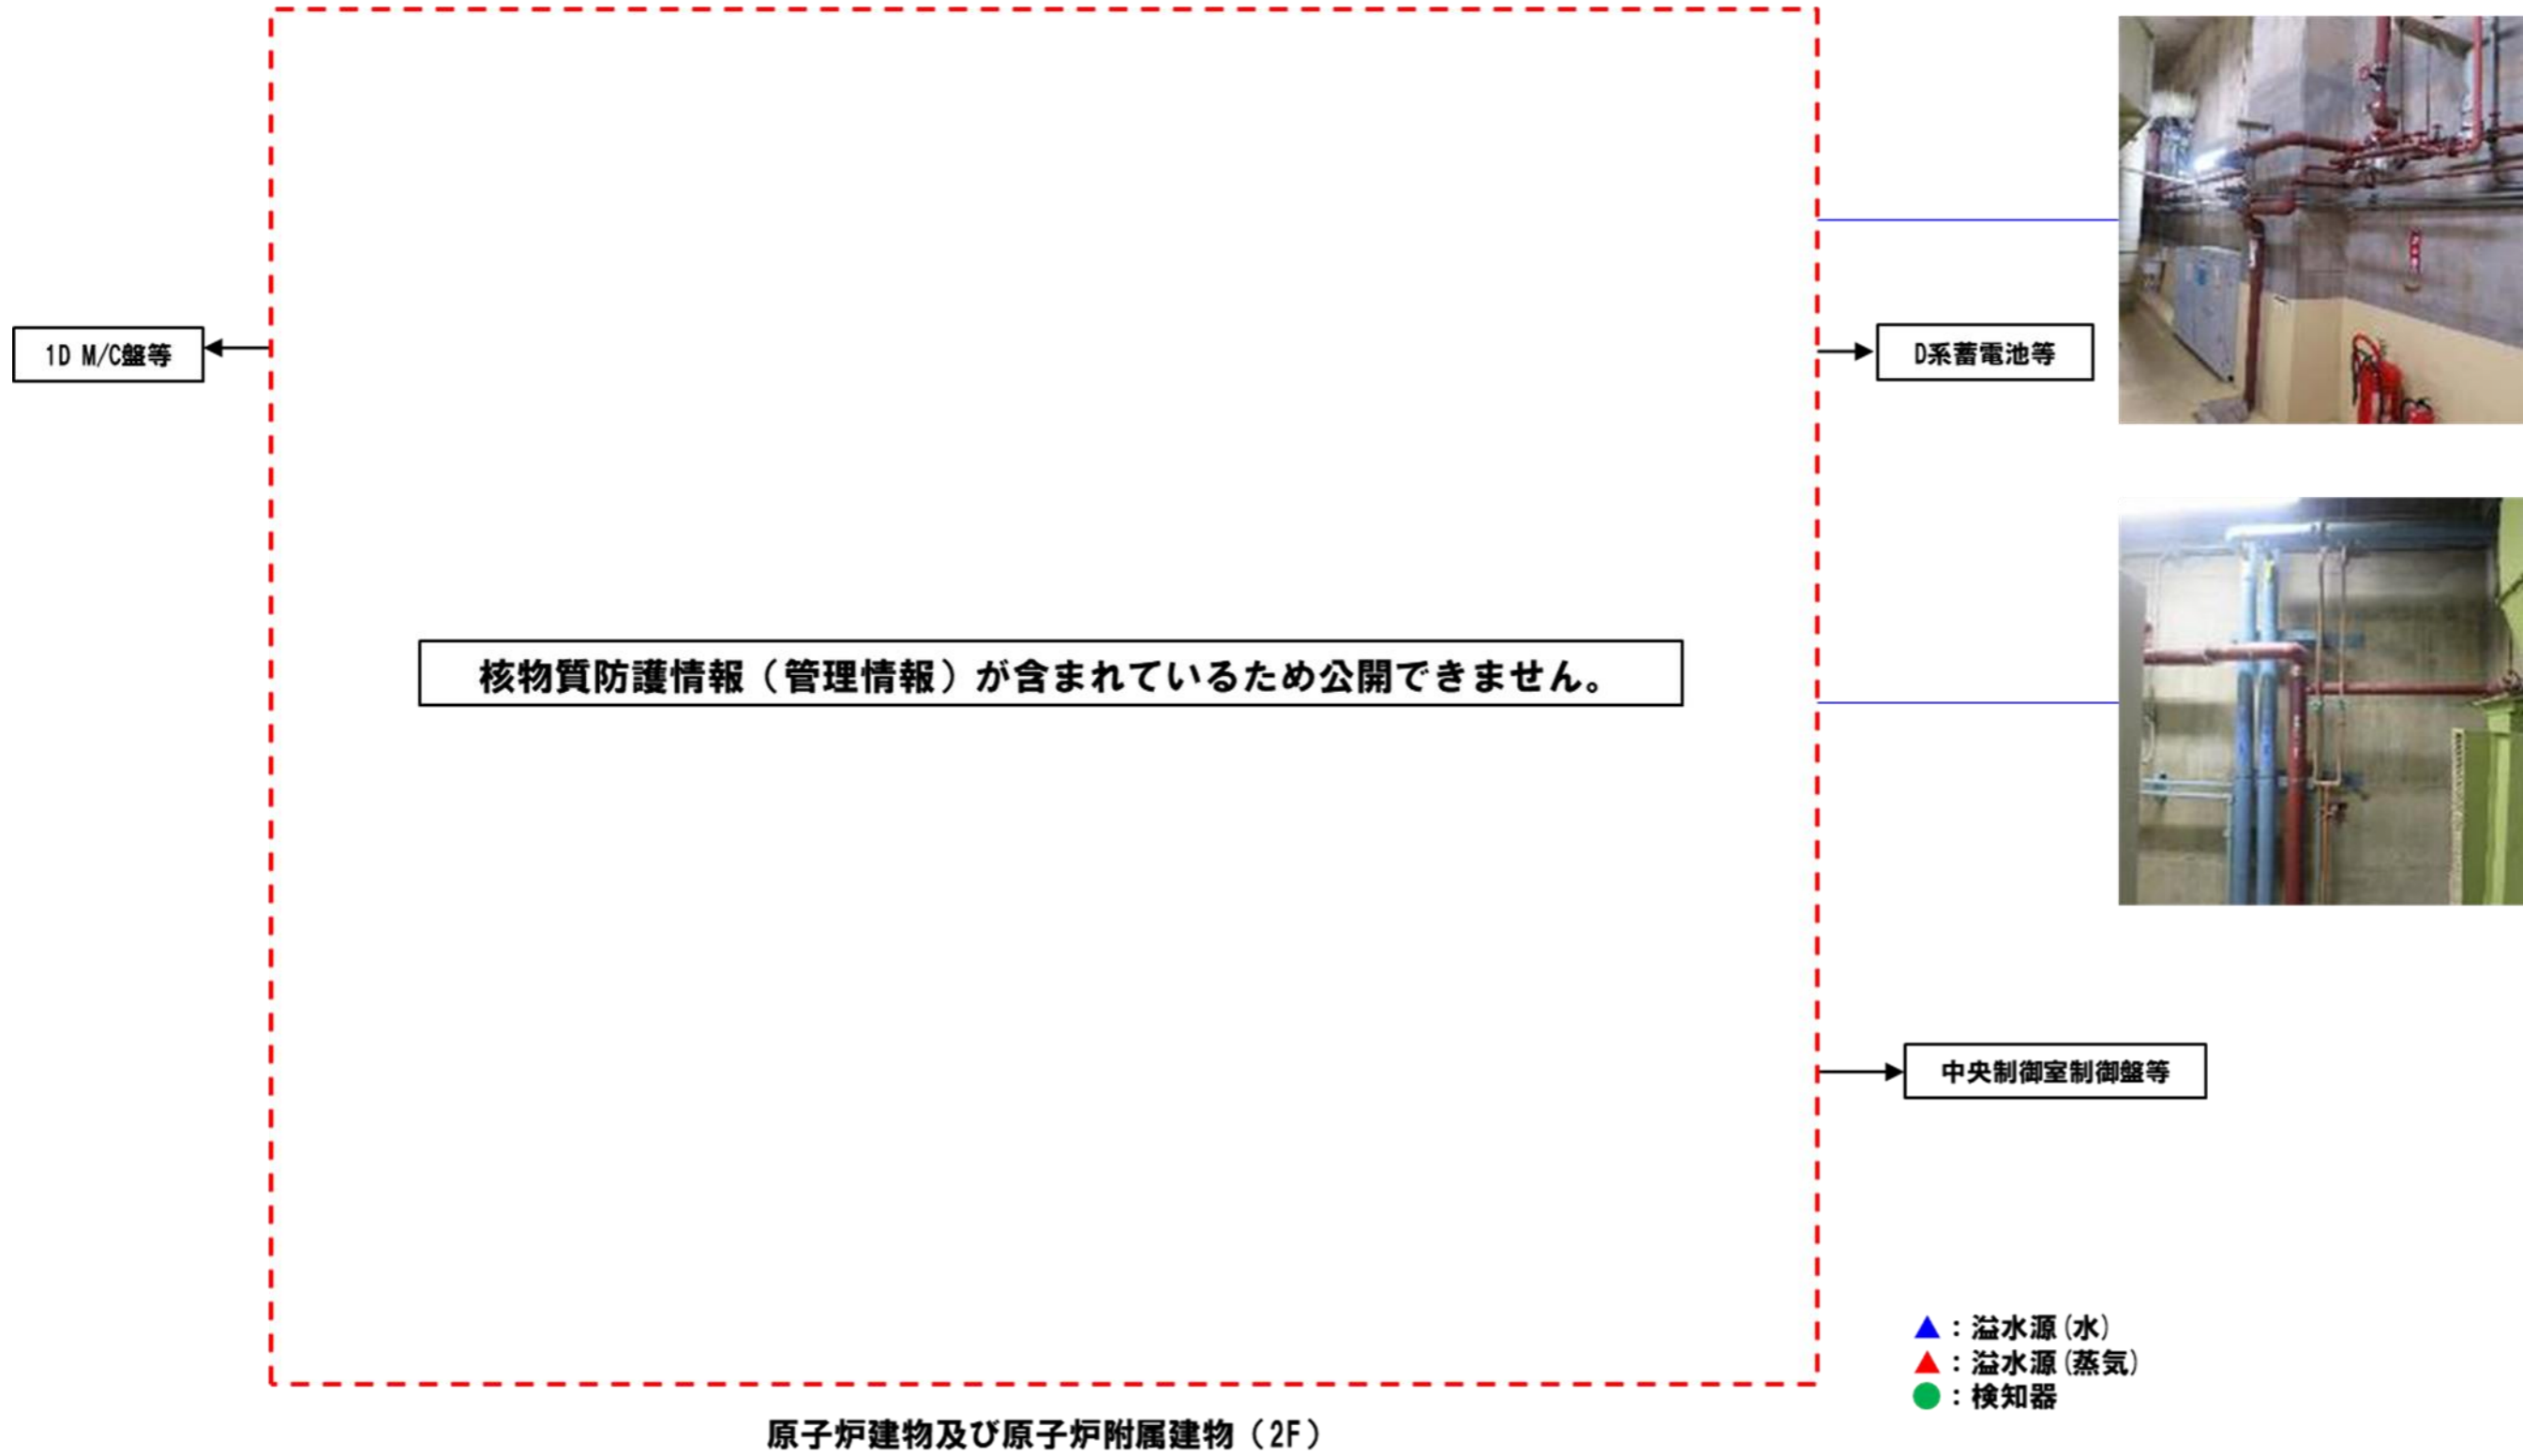 1D M/C盤等
D系蓄電池等
核物質防護情報（管理情報）が含まれているため公開できません。
中央制御室制御盤等
▲：溢水源(水)
▲：溢水源(蒸気)
●：検知器
原子炉建物及び原子炉附属建物（2F）